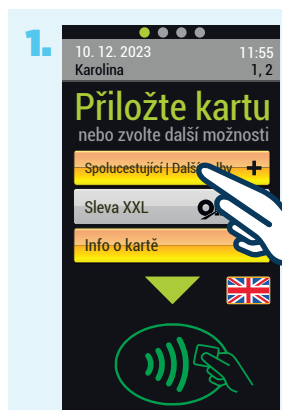 1.
10. 12. 2023 11:55
Karolina 1, 2
Přiložte kartu
nebo zvolte další možnosti
Spolucestující | Další +
Sleva XXL
Info o kartě